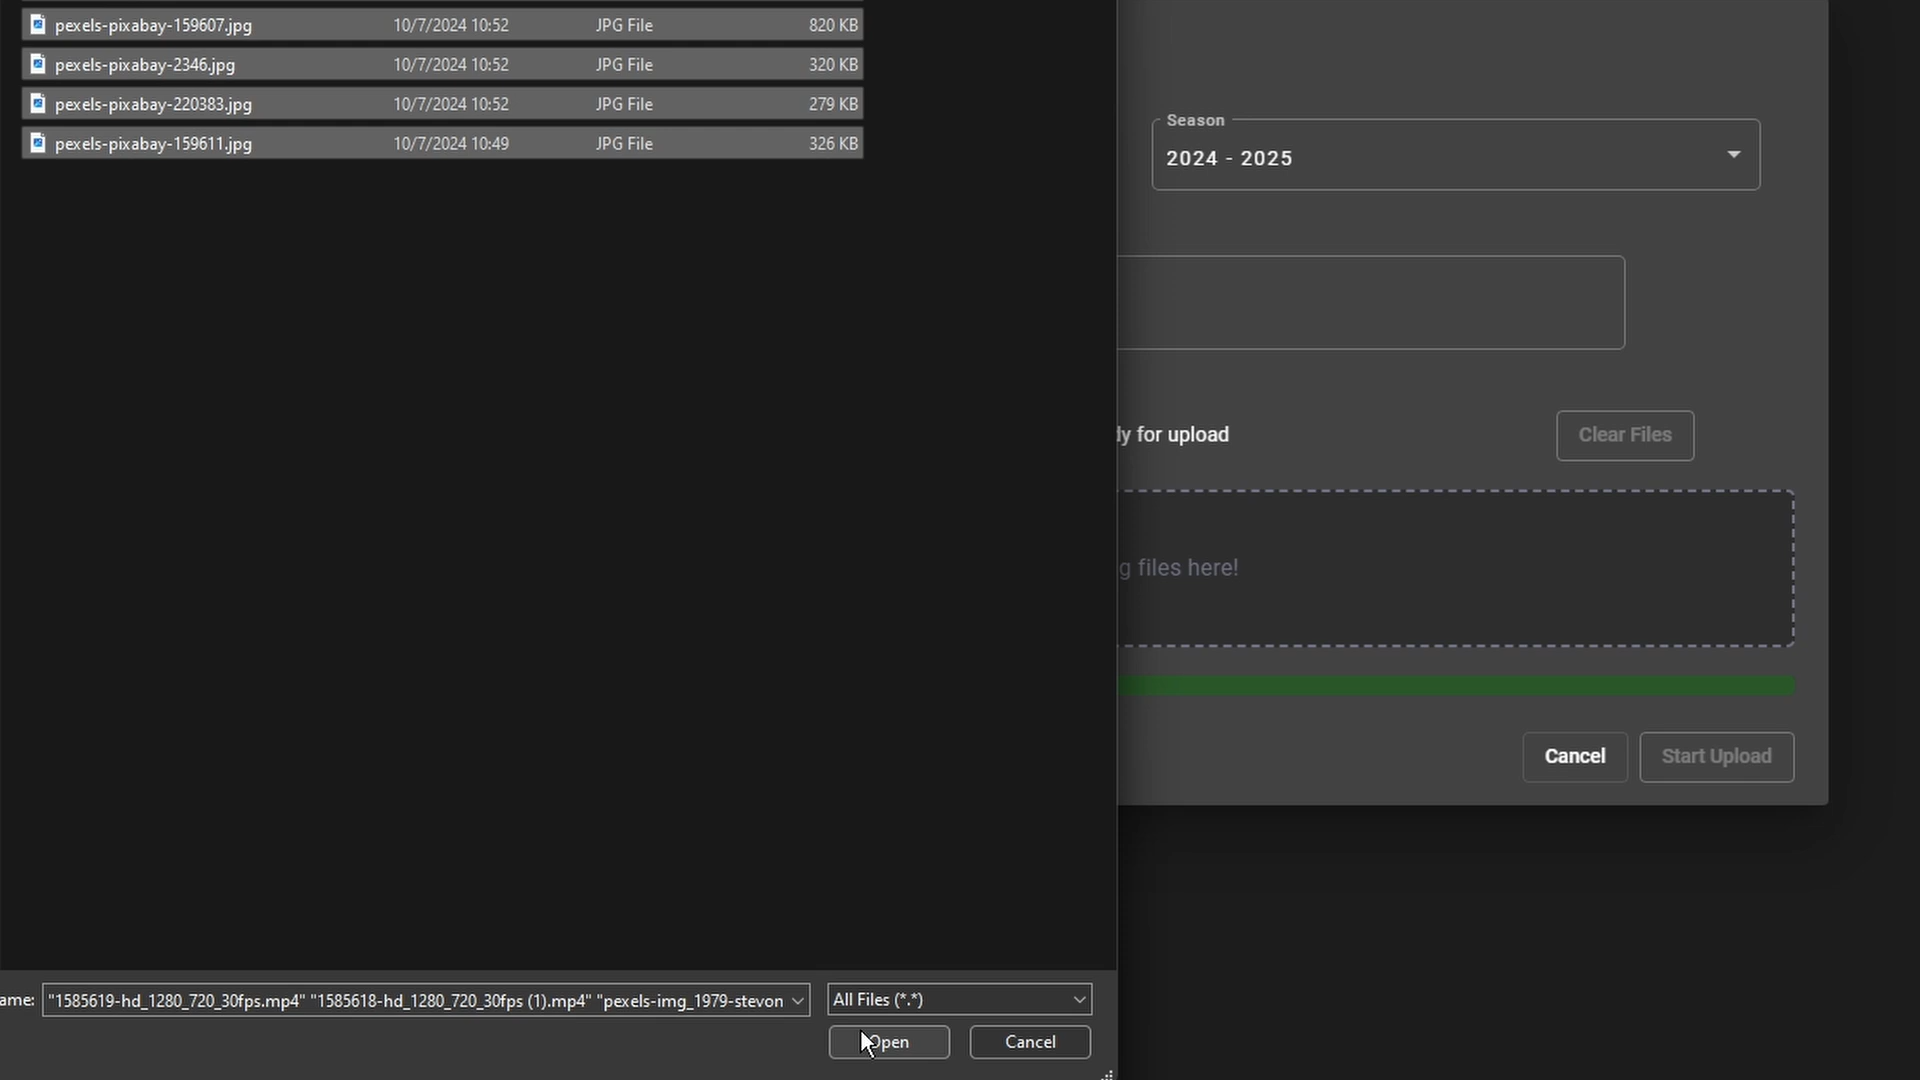 pexels-pixabay-159607.jpg 10/7/2024 10:52 JPG File 820 KB
pexels-pixabay-2346.jpg 10/7/2024 10:52 JPG File 320 KB
pexels-pixabay-220383.jpg 10/7/2024 10:52 JPG File 279 KB
pexels-pixabay-159611.jpg 10/7/2024 10:49 JPG File 326 KB
Season
2024 - 2025
dy for upload
Clear Files
g files here!
Cancel Start Upload
ame: "1585619-hd_1280_720_30fps.mp4" "1585618-hd_1280_720_30fps (1).mp4" "pexels-img_1979-stevon All Files (*.*)
Open Cancel